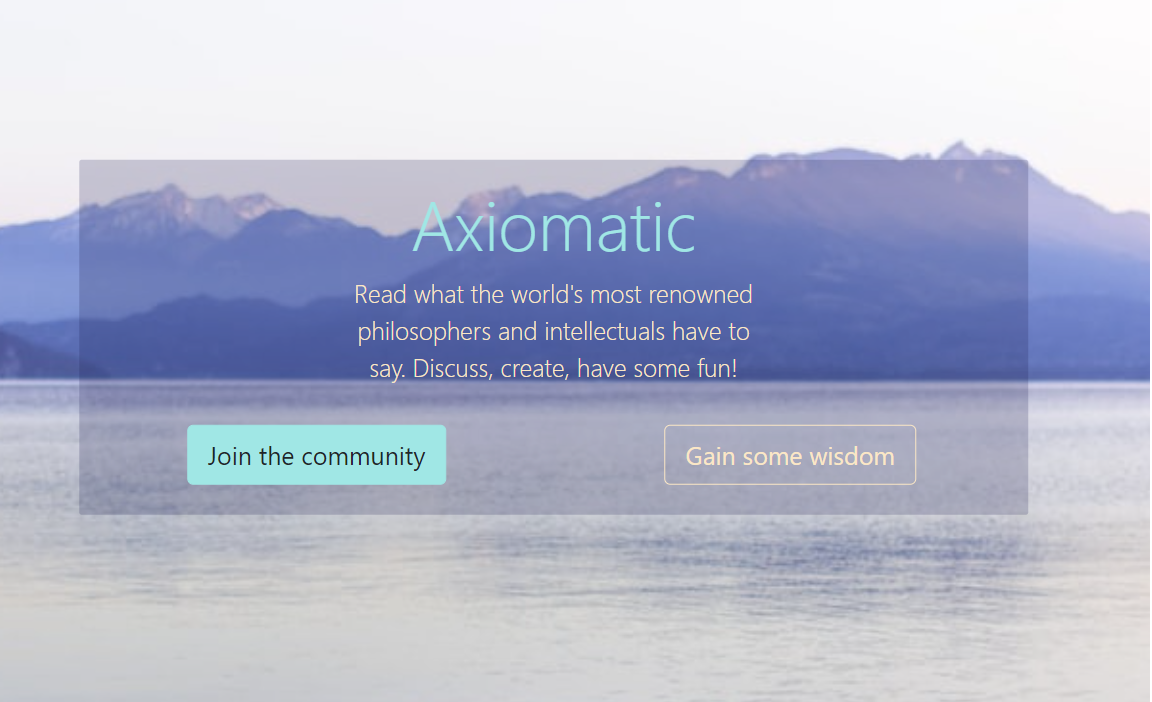 Axiomatic
Read what the world's most renowned
philosophers and intellectuals have to
say. Discuss, create, have some fun!
Join the community
Gain some wisdom